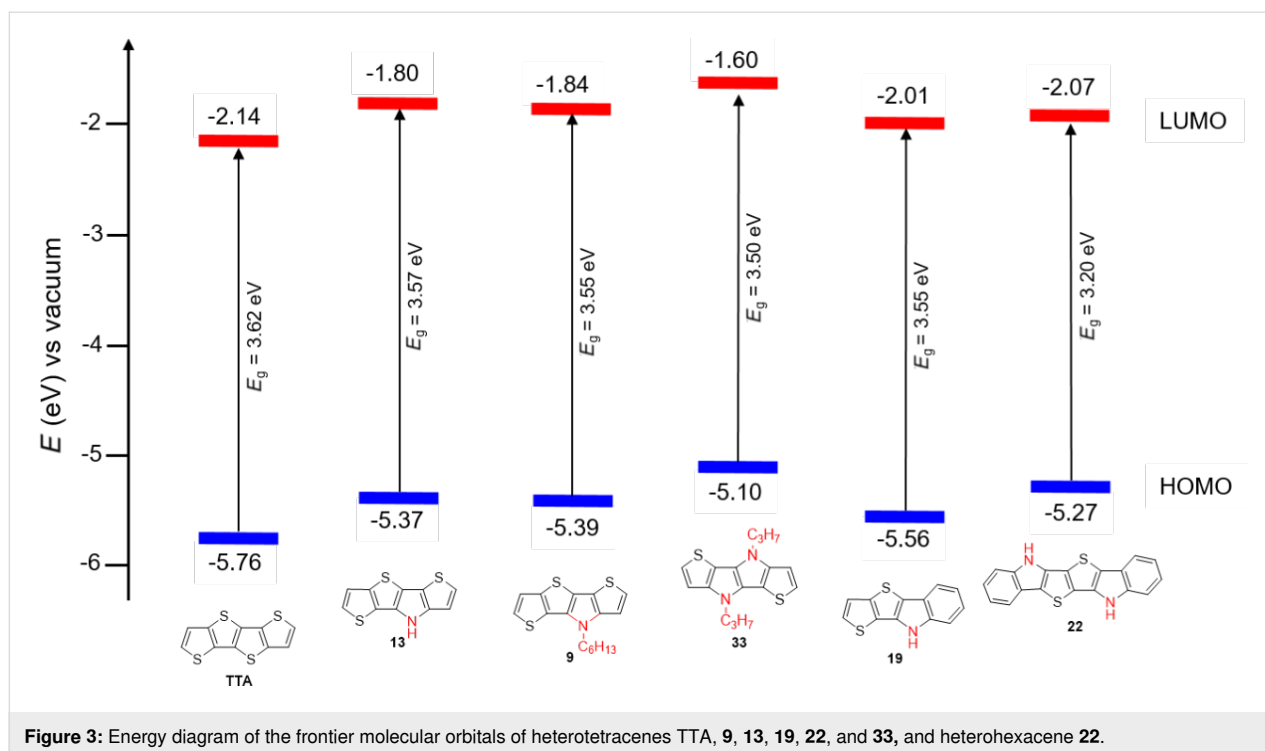 -1.60
-1.80
-1.84
-2.01
-2.07
-2.14
-2
LUMO
-3
-4
-5
-6
E (eV) vs vacuum
Eg = 3.62 eV
Eg = 3.57 eV
Eg = 3.55 eV
Eg = 3.50 eV
Eg = 3.55 eV
Eg = 3.20 eV
HOMO
-5.76
-5.37
-5.39
-5.10
-5.56
-5.27
S S
S S
TTA
S S
S N
H
13
S S
S N
C6H13
9
C3H7
S N
N S
C3H7
33
S
S N
H
19
H
N S
S N
H
22
Figure 3: Energy diagram of the frontier molecular orbitals of heterotetracenes TTA, 9, 13, 19, 22, and 33, and heterohexacene 22.